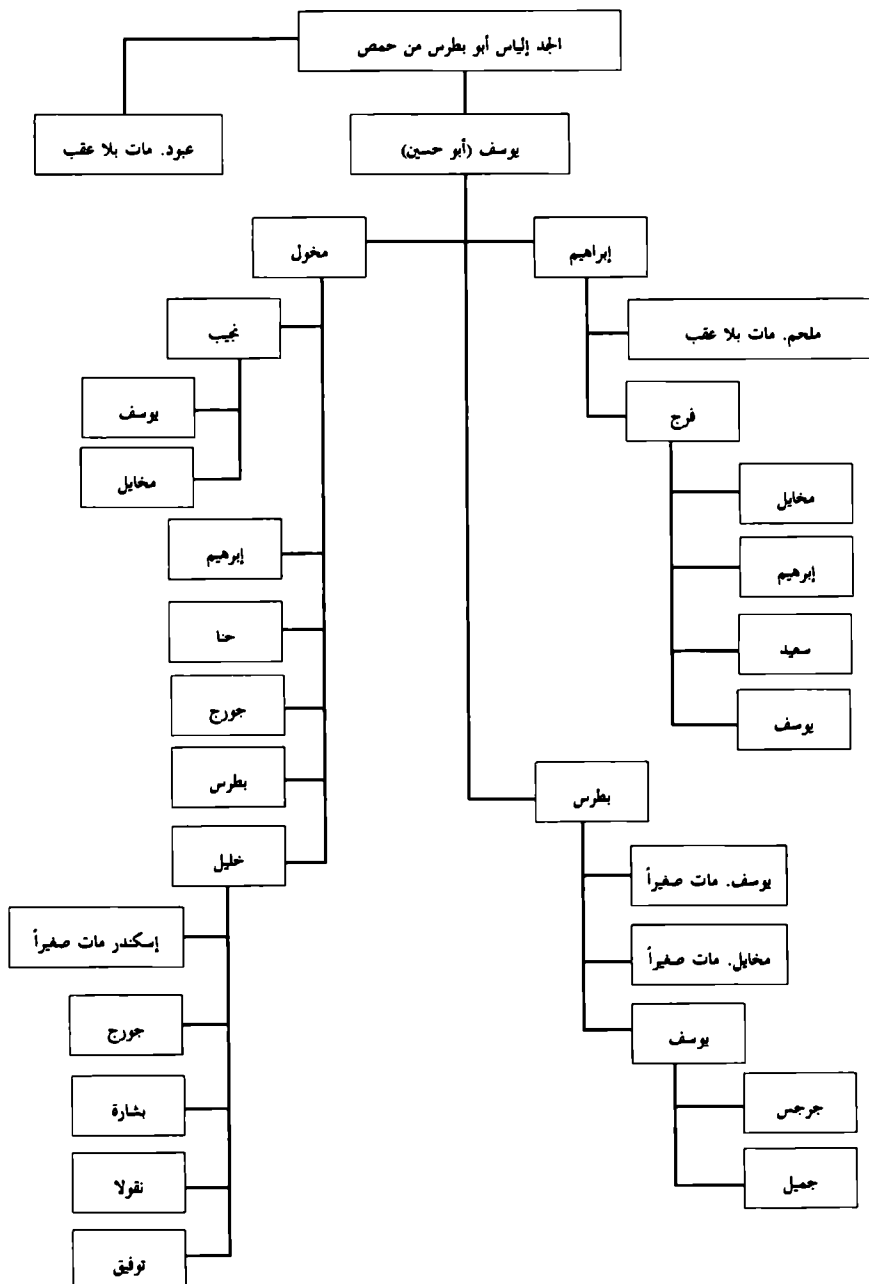 الجد إلياس أبو بطرس من حمص
يوسف (أبو حسين)
عبود. مات بلا عقب
إبراهيم
مخول
ملحم. مات بلا عقب
نجيب
فرج
يوسف
مخايل
مخايل
إبرهيم
إبرهيم
حنا
سعيد
جورج
يوسف
بطرس
بطرس
خليل
يوسف. مات صغيراً
إسكندر مات صغيراً
مخايل. مات صغيراً
جورج
يوسف
بشارة
جرجس
نقولا
جميل
توفيق